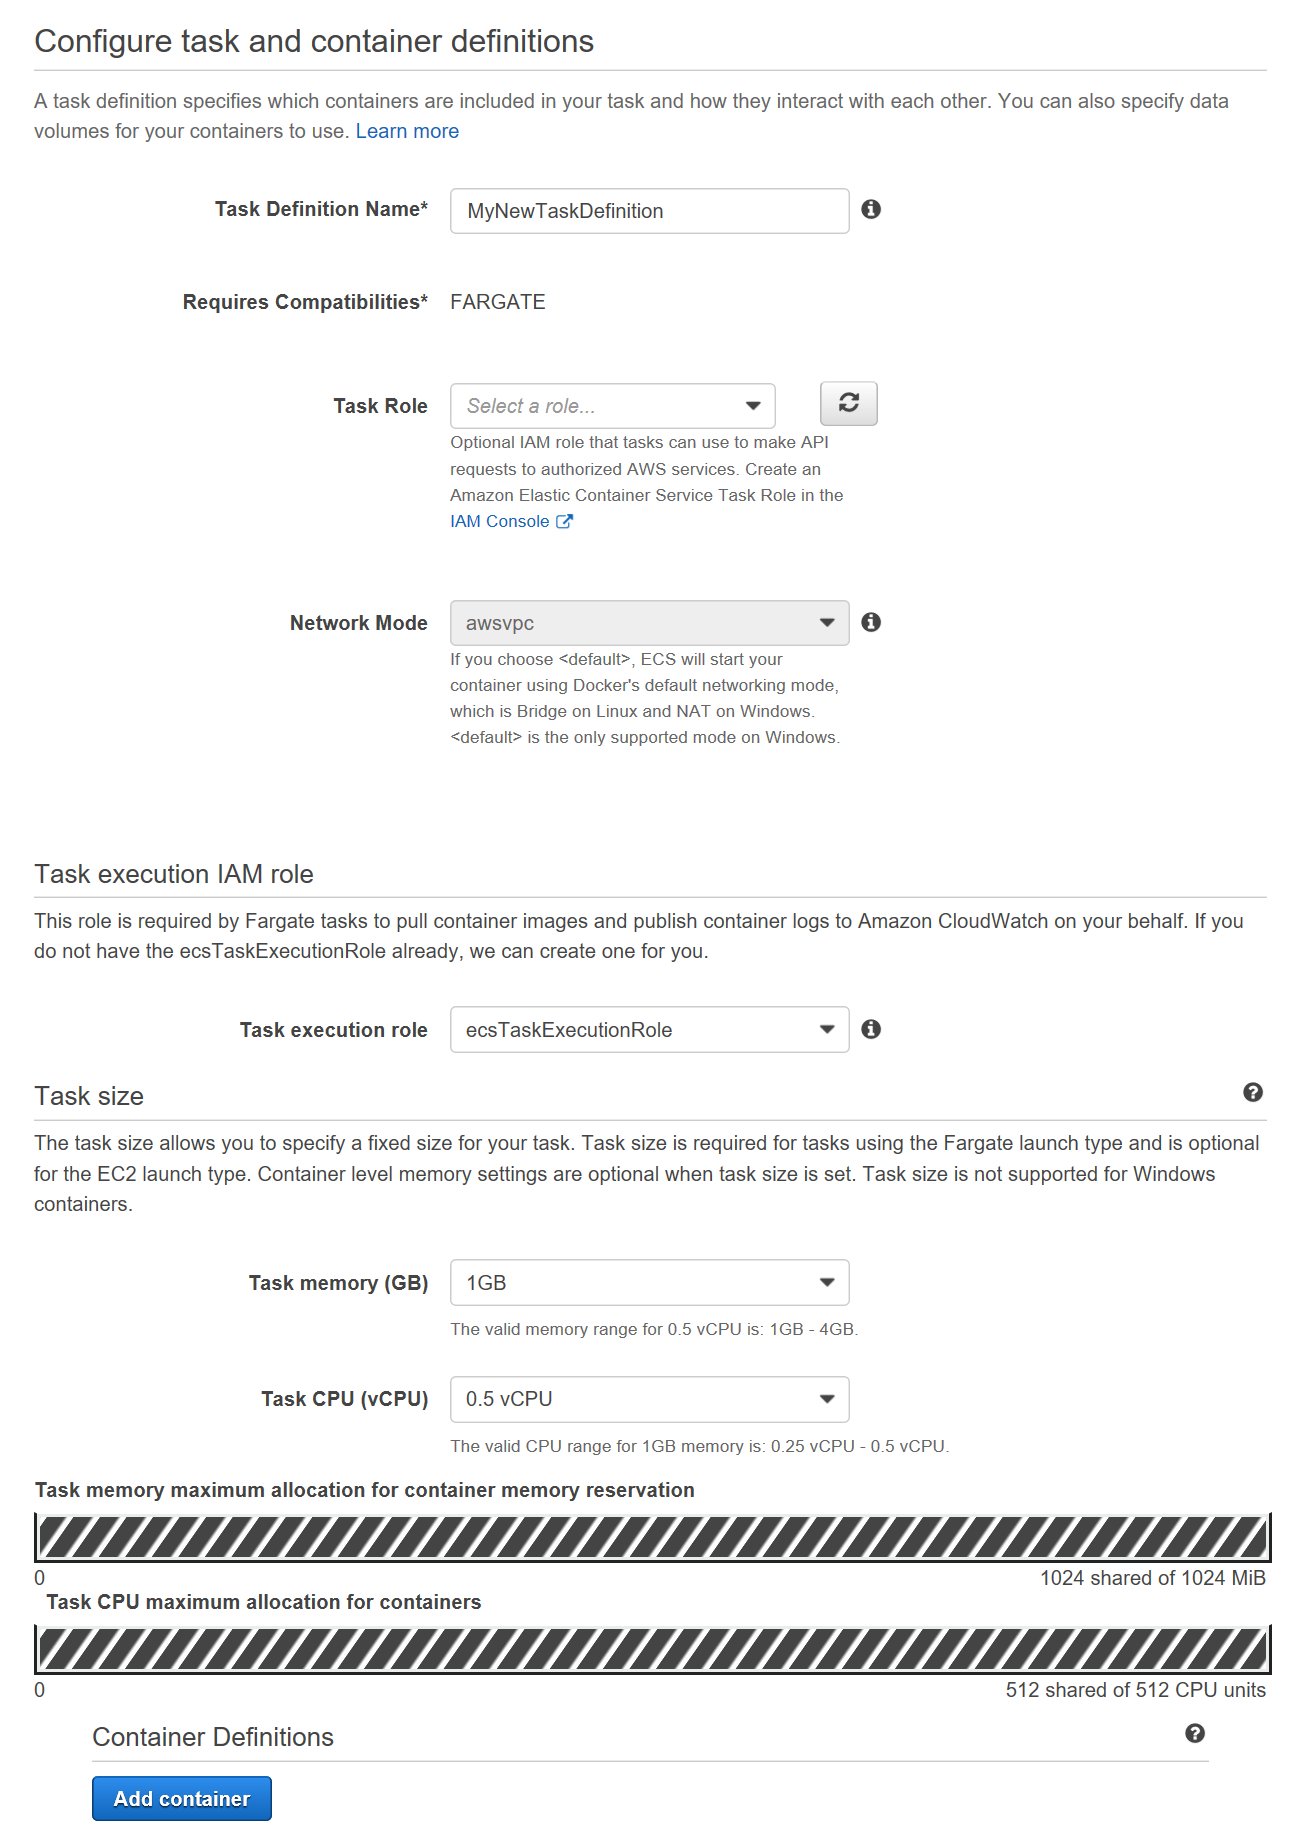 Configure task and container definitions
A task definition specifies which containers are included in your task and how they interact with each other. You can also specify data
volumes for your containers to use. Learn more
Task Definition Name* MyNewTaskDefinition
Requires Compatibilities* FARGATE
Task Role Select a role...
Optional IAM role that tasks can use to make API
requests to authorized AWS services. Create an
Amazon Elastic Container Service Task Role in the
IAM Console
Network Mode awsvpc
If you choose <default>, ECS will start your
container using Docker's default networking mode,
which is Bridge on Linux and NAT on Windows.
<default> is the only supported mode on Windows.
Task execution IAM role
This role is required by Fargate tasks to pull container images and publish container logs to Amazon CloudWatch on your behalf. If you
do not have the ecsTaskExecutionRole already, we can create one for you.
Task execution role ecsTaskExecutionRole
Task size
The task size allows you to specify a fixed size for your task. Task size is required for tasks using the Fargate launch type and is optional
for the EC2 launch type. Container level memory settings are optional when task size is set. Task size is not supported for Windows
containers.
Task memory (GB) 1GB
The valid memory range for 0.5 vCPU is: 1GB - 4GB.
Task CPU (vCPU) 0.5 vCPU
The valid CPU range for 1GB memory is: 0.25 vCPU - 0.5 vCPU.
Task memory maximum allocation for container memory reservation
0 1024 shared of 1024 MiB
Task CPU maximum allocation for containers
0 512 shared of 512 CPU units
Container Definitions
Add container